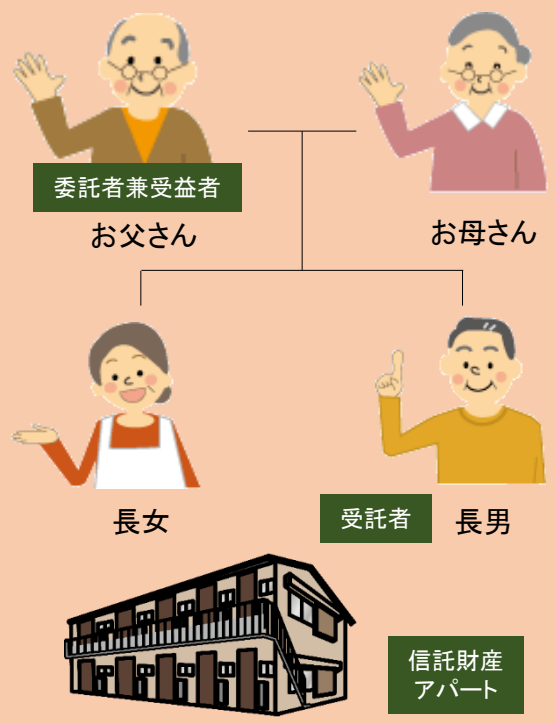 委託者兼受益者
お父さん
お母さん
長女
受託者
長男
信託財産
アパート